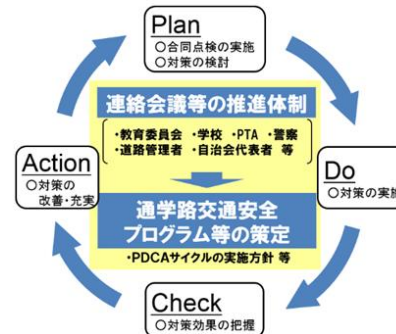 Plan
○合同点検の実施
○対策の検討
連絡会議等の推進体制
・教育委員会 ・学校 ・PTA ・警察
・道路管理者 ・自治会代表者 等
Action
○対策の
改善・充実
Do
○対策の実施
通学路交通安全
プログラム等の策定
・PDCAサイクルの実施方針 等
Check
○対策効果の把握